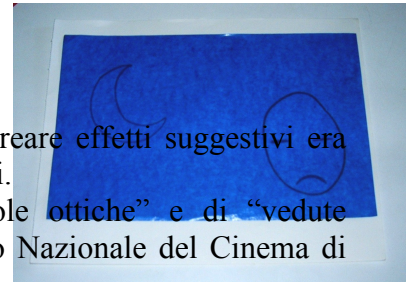 reare effetti suggestivi era
i.
ole ottiche” e di “vedute
o Nazionale del Cinema di